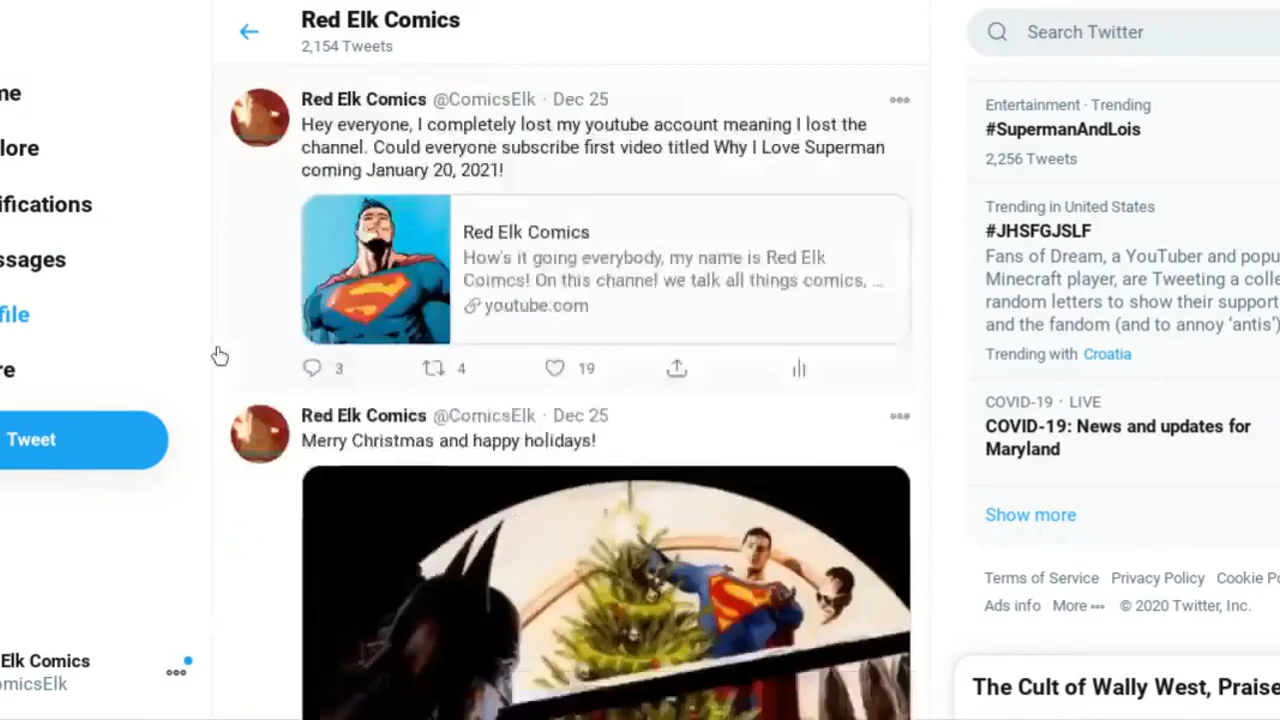 Red Elk Comics
2,154 Tweets
Search Twitter
me
lore
ifications
ssages
file
re
Tweet
Elk Comics
omicsElk
Red Elk Comics @ComicsElk · Dec 25
Hey everyone, I completely lost my youtube account meaning I lost the
channel. Could everyone subscribe first video titled Why I Love Superman
coming January 20, 2021!
Red Elk Comics
How's it going everybody, my name is Red Elk
Coimcs! On this channel we talk all things comics, ...
youtube.com
3 4 19
Red Elk Comics @ComicsElk · Dec 25
Merry Christmas and happy holidays!
Entertainment · Trending
#SupermanAndLois
2,256 Tweets
Trending in United States
#JHSFGJSLF
Fans of Dream, a YouTuber and popu
Minecraft player, are Tweeting a colle
random letters to show their support
and the fandom (and to annoy ‘antis’)
Trending with Croatia
COVID-19 · LIVE
COVID-19: News and updates for
Maryland
Show more
Terms of Service Privacy Policy Cookie Po
Ads info More ••• © 2020 Twitter, Inc.
The Cult of Wally West, Praise